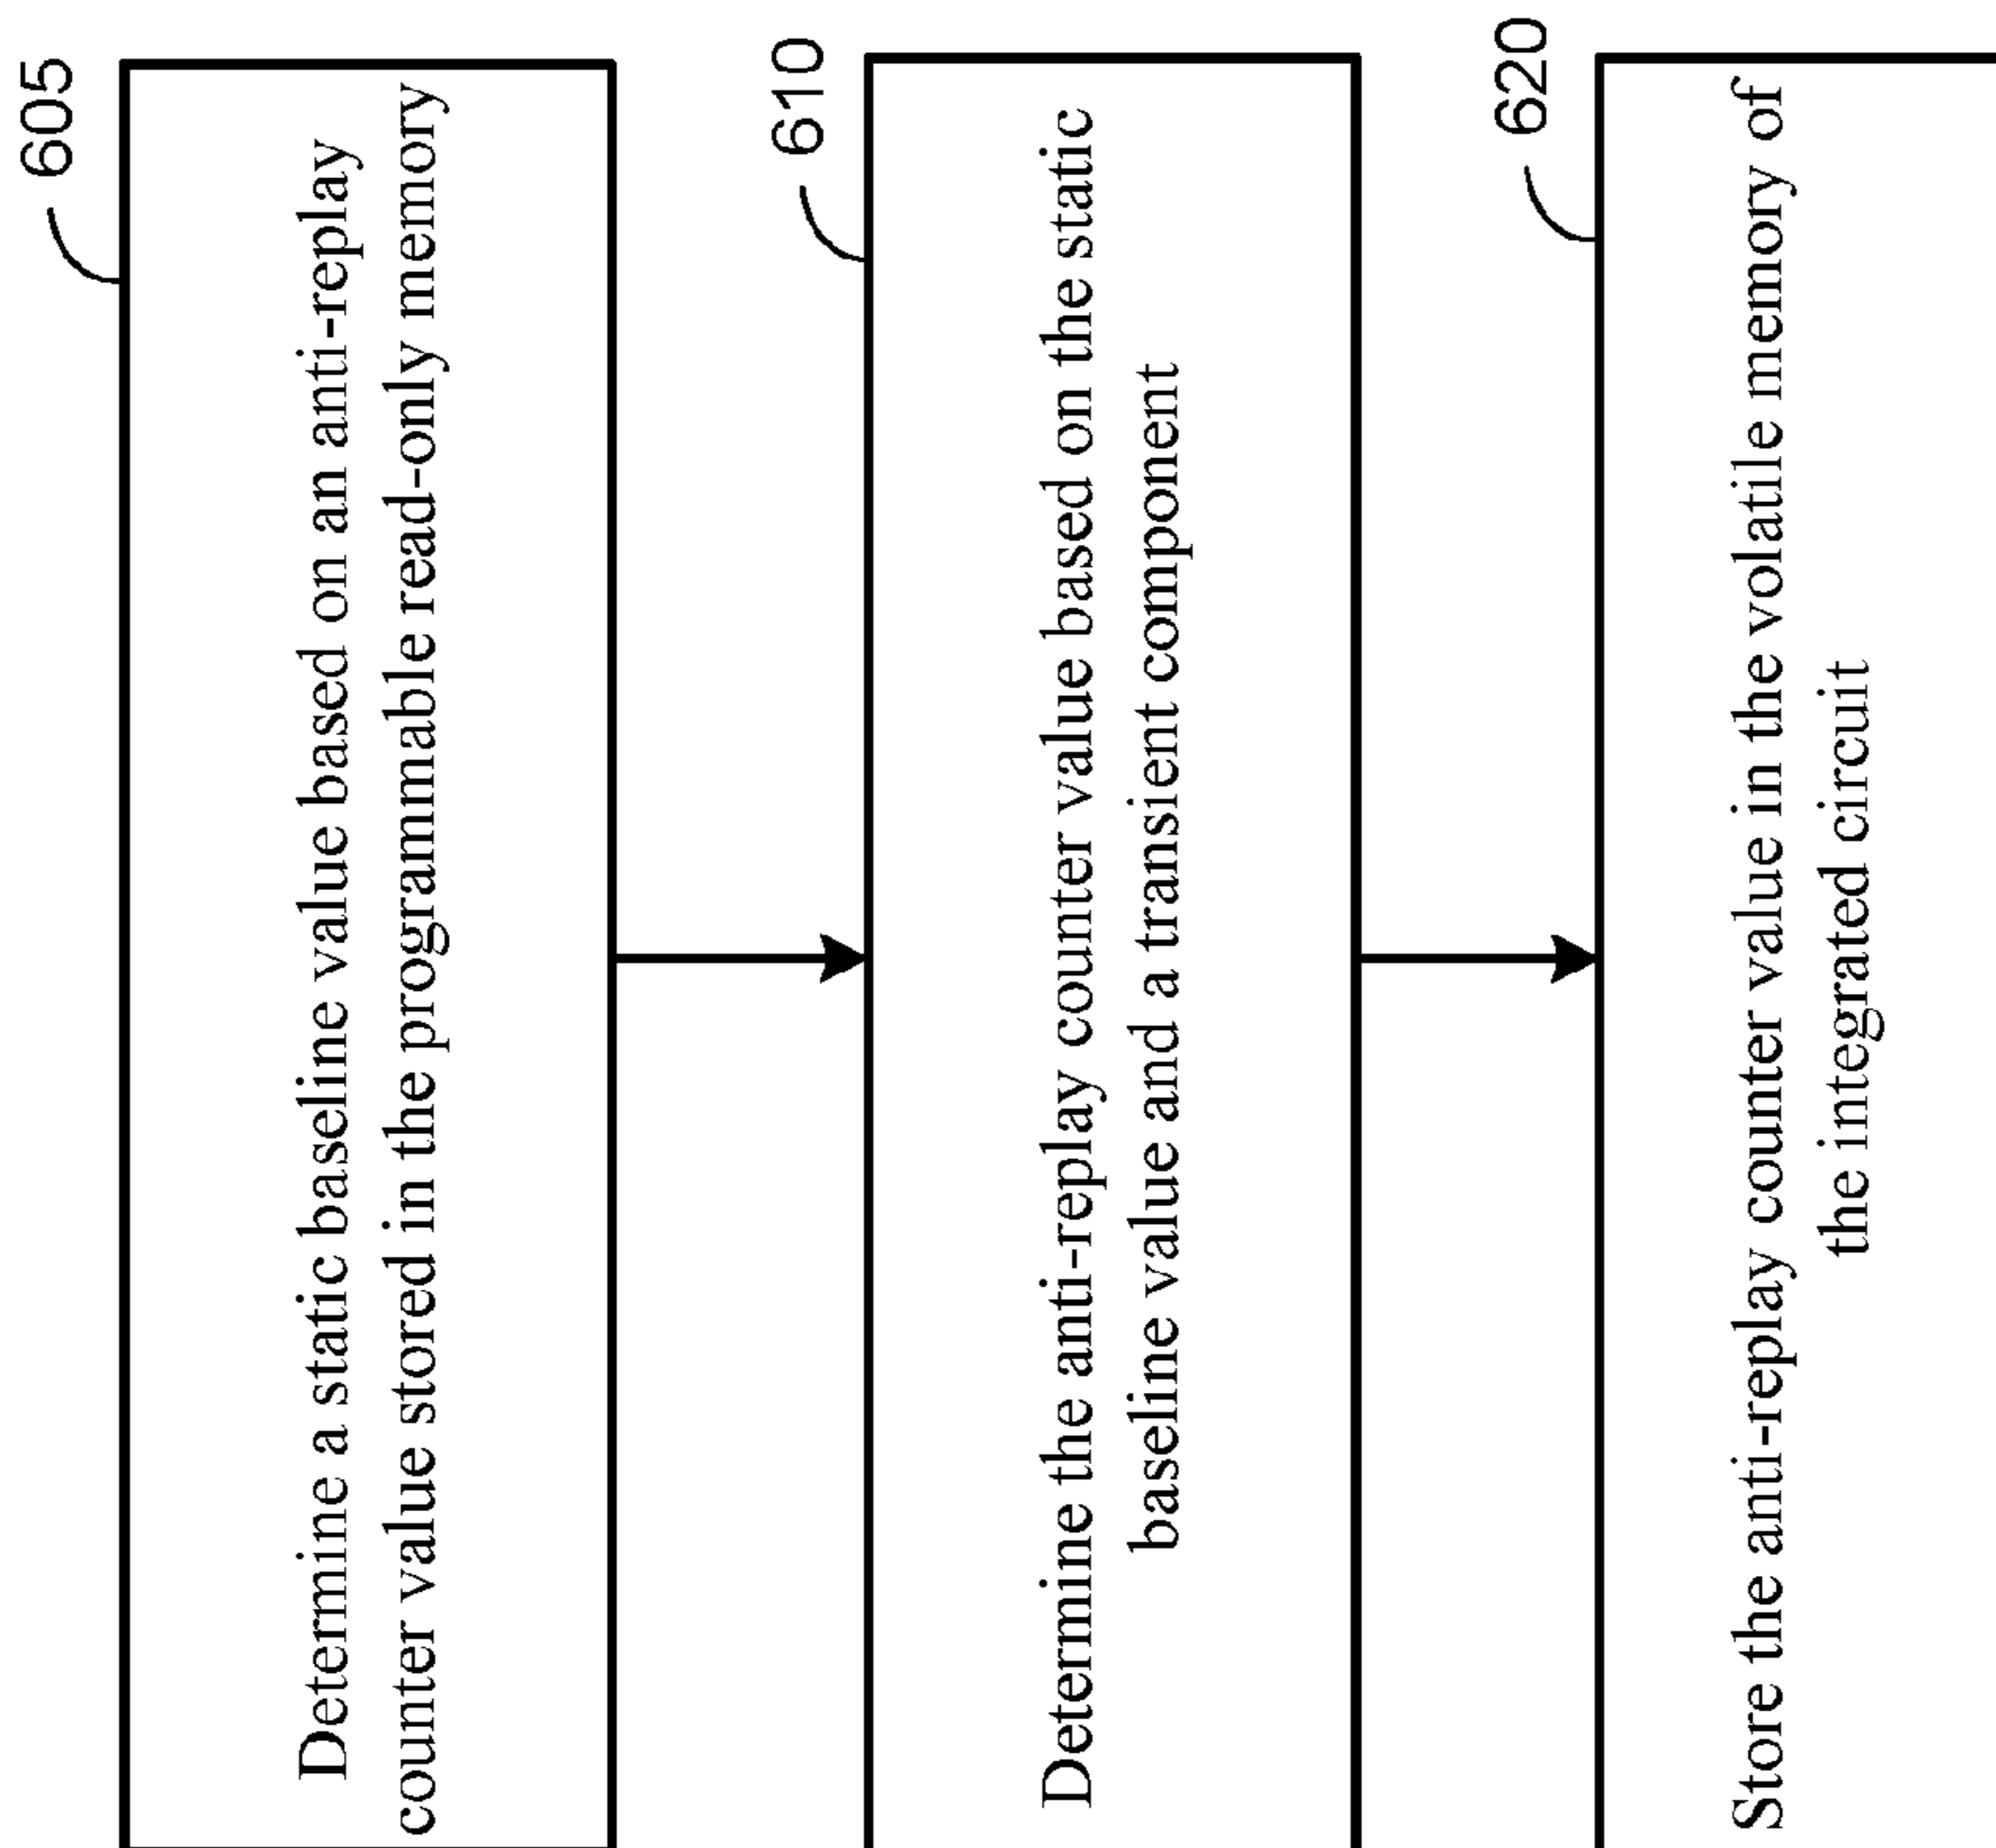 605
Determine a static baseline value based on an anti-replay
counter value stored in the programmable read-only memory
610
Determine the anti-replay counter value based on the static
baseline value and a transient component
620
Store the anti-replay counter value in the volatile memory of
the integrated circuit